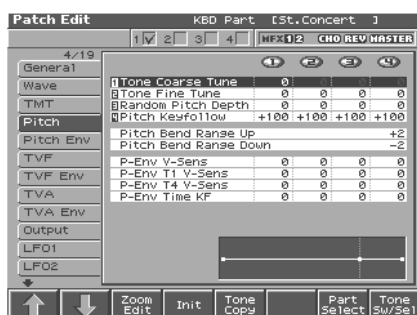 Patch Edit KBD Part [St.Concert ]
1 2 3 4 MFX 1 2 CHO REV MASTER
4/19
General
Wave
TMT
Pitch
Pitch Env
TVF
TVF Env
TVA
TVA Env
Output
LFO1
LFO2
1 2 3 4
1 Tone Coarse Tune 0 0 0 0
2 Tone Fine Tune 0 0 0 0
3 Random Pitch Depth 0 0 0 0
4 Pitch Keyfollow +100 +100 +100 +100
Pitch Bend Range Up +2
Pitch Bend Range Down -2
P-Env V-Sens 0 0 0 0
P-Env T1 V-Sens 0 0 0 0
P-Env T4 V-Sens 0 0 0 0
P-Env Time KF 0 0 0 0
Zoom Edit
Init
Tone Copy
Part Select
Tone Sw/Sel